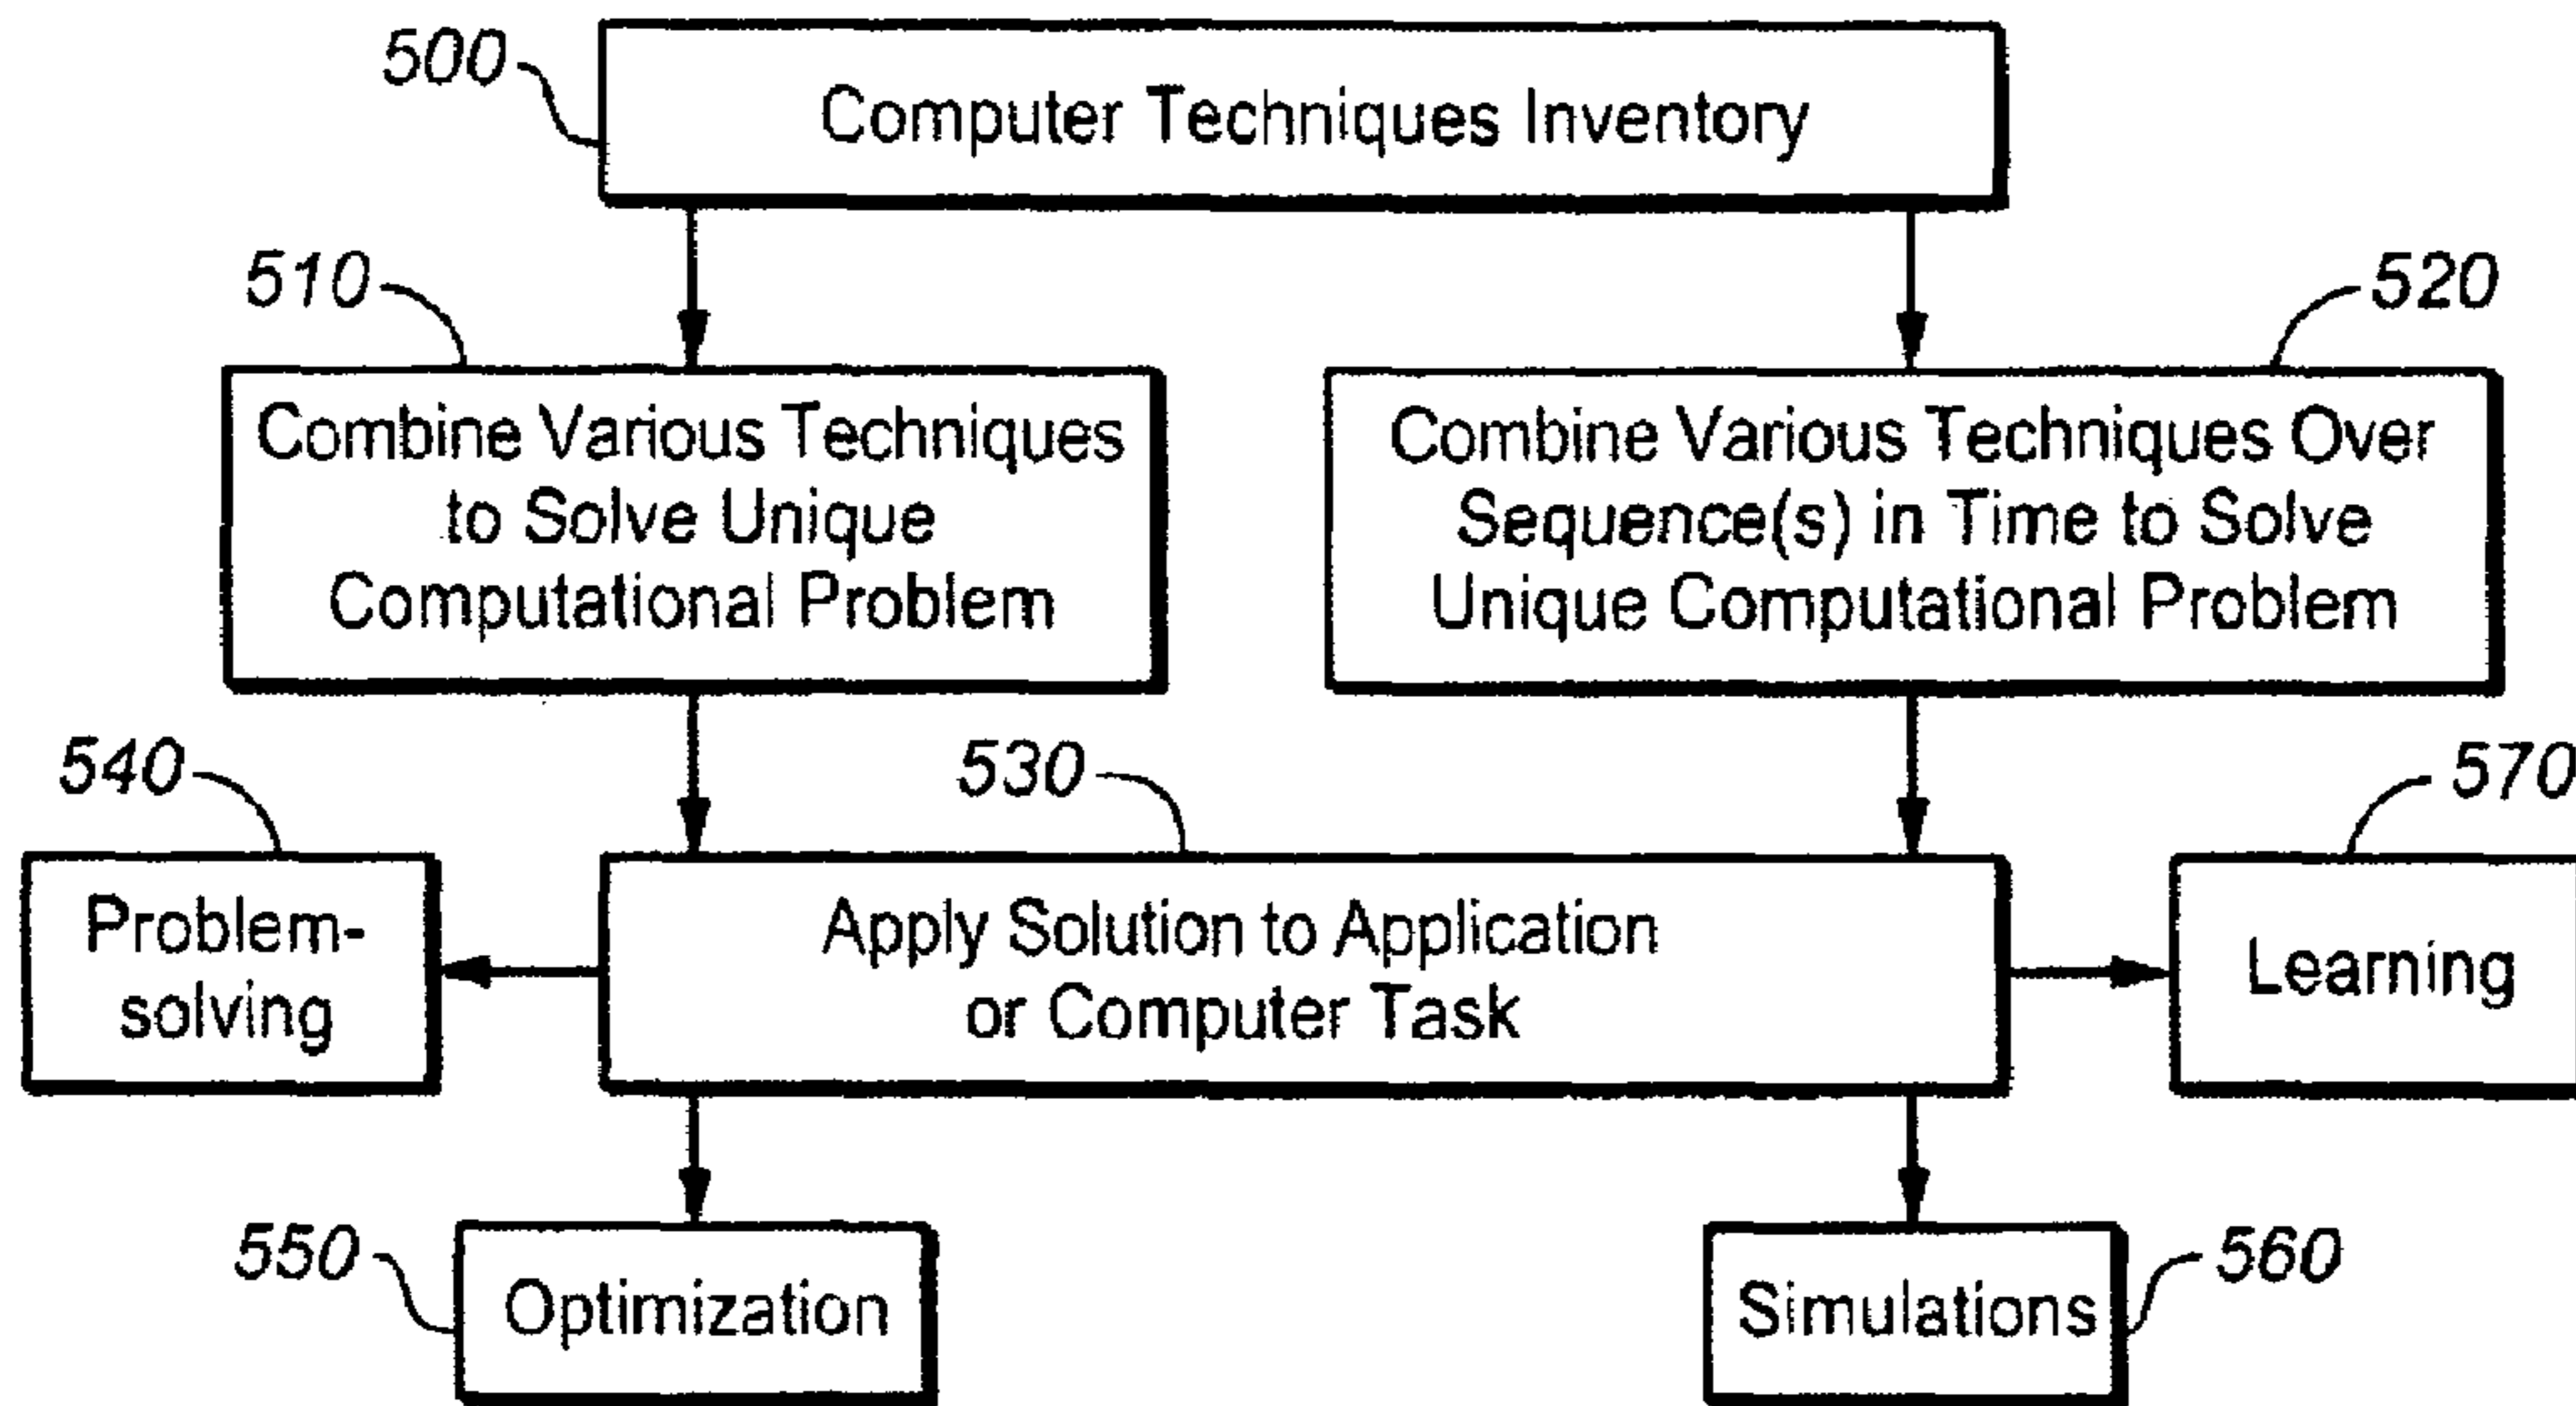 500
Computer Techniques Inventory
510
520
Combine Various Techniques
to Solve Unique
Computational Problem
Combine Various Techniques Over
Sequence(s) in Time to Solve
Unique Computational Problem
540
530
570
Problem-
solving
Apply Solution to Application
or Computer Task
Learning
550
Optimization
Simulations
560